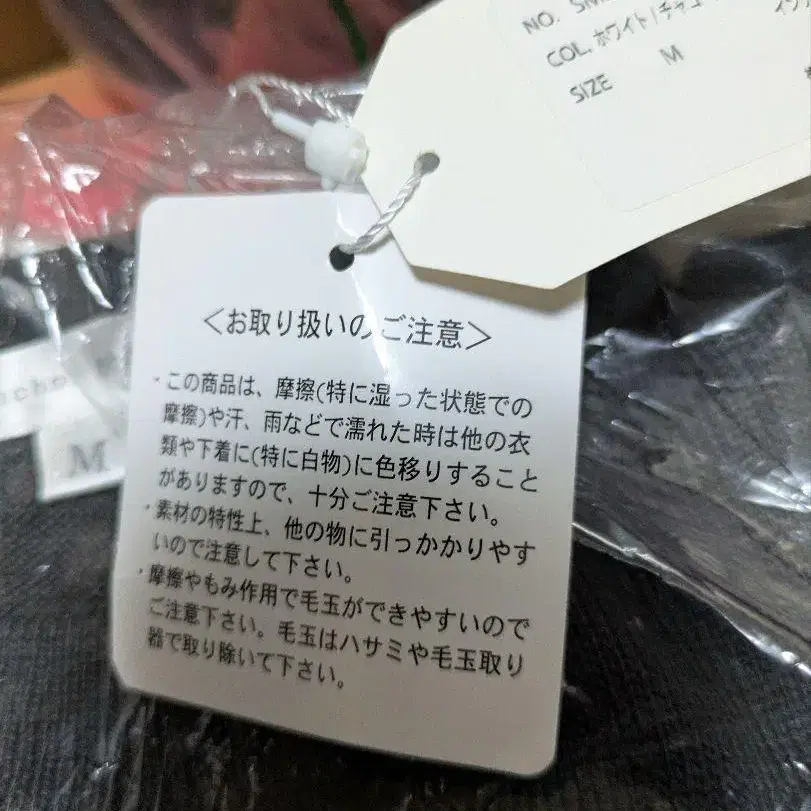 NO. SM
COL. ホワイト/チャコ
SIZE M
<お取り扱いのご注意>
・この商品は、摩擦(特に湿った状態での
摩擦)や汗、雨などで濡れた時は他の衣
類や下着に(特に白物)に色移りすること
がありますので、十分ご注意下さい。
・素材の特性上、他の物に引っかかりやす
いので注意して下さい。
・摩擦やもみ作用で毛玉ができやすいので
ご注意下さい。毛玉はハサミや毛玉取り
器で取り除いて下さい。
M